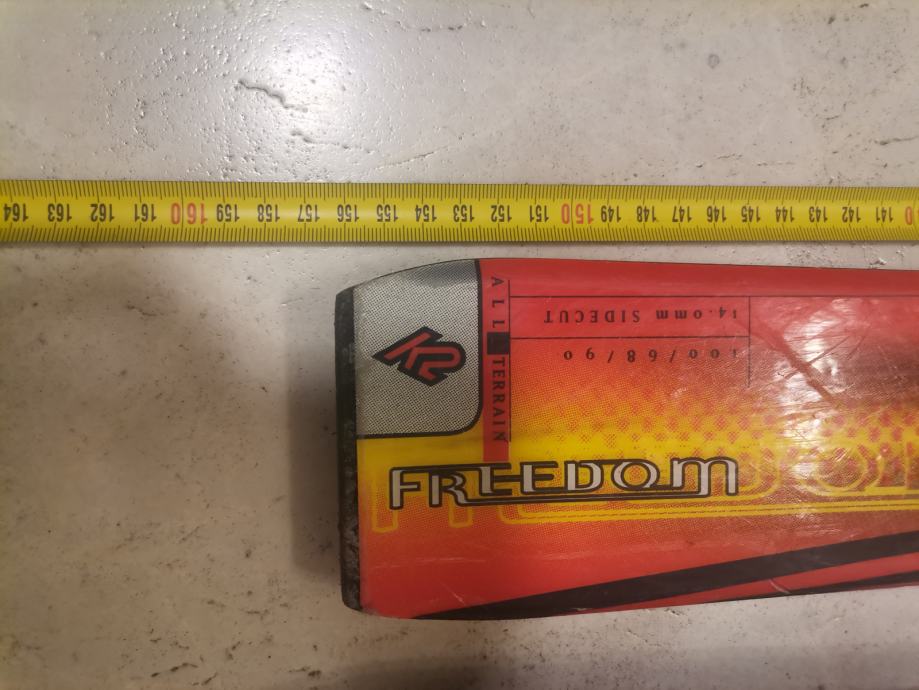 164 163 162 161 160 159 158 157 156 155 154 153 152 151 150 149 148 147 146 145 144 143 142 141 0
K2
ALL TERRAIN
14.0mm SIDECUT
100/68/90
FREEDOM